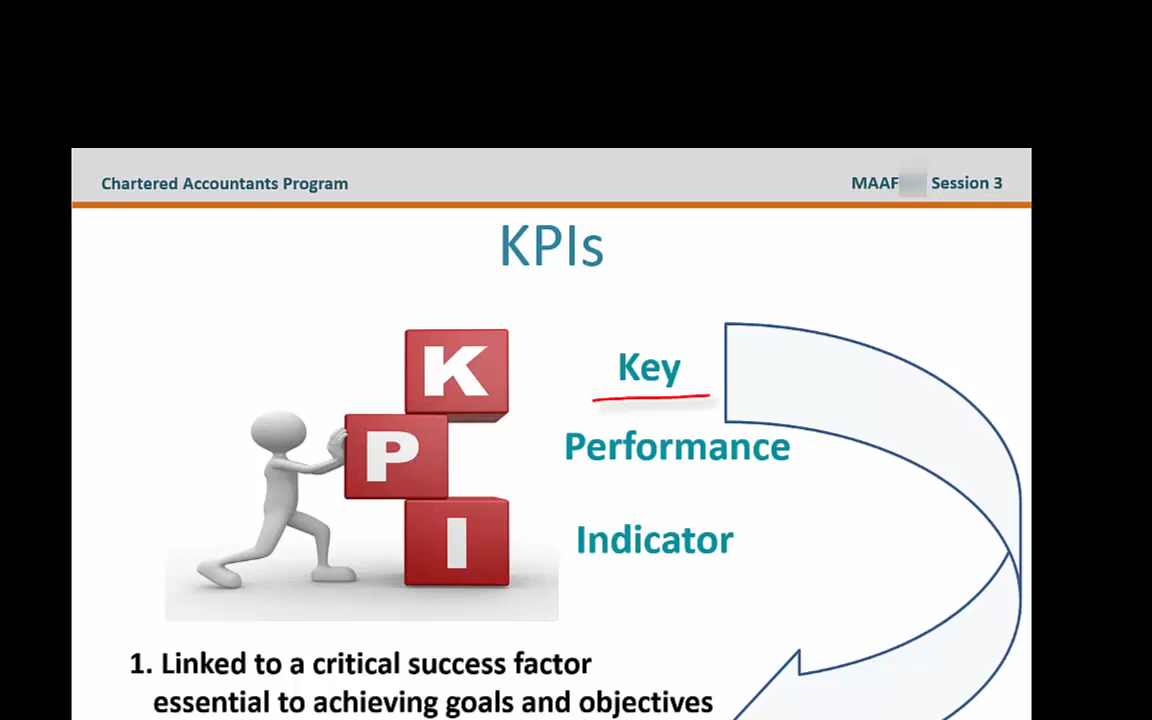 Chartered Accountants Program
MAAF Session 3
KPIs
K
P
I
Key
Performance
Indicator
1. Linked to a critical success factor
essential to achieving goals and objectives